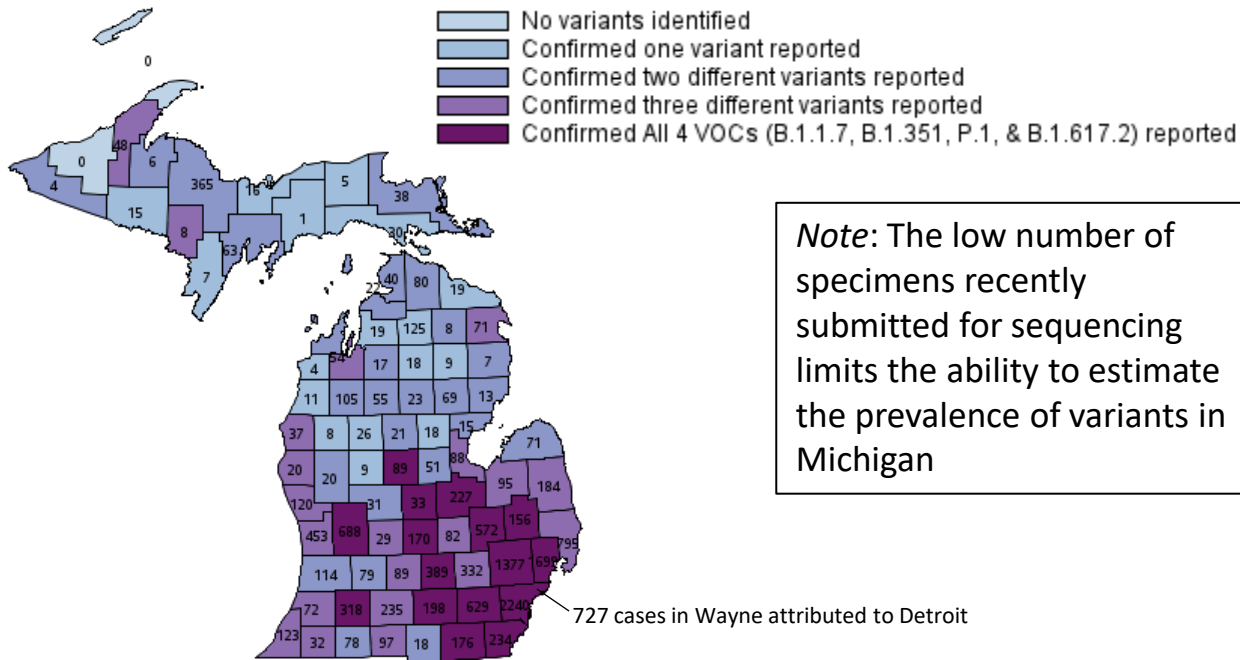 No variants identified
Confirmed one variant reported
Confirmed two different variants reported
Confirmed three different variants reported
Confirmed All 4 VOCs (B.1.1.7, B.1.351, P.1, & B.1.617.2) reported
Note: The low number of
specimens recently
submitted for sequencing
limits the ability to estimate
the prevalence of variants in
Michigan
0
48
0 6
4 365 16 5 38
15 1
8 30
63
7
40 80 19
22
19 125 8 71
54
4 17 18 9 7
11 105 55 23 69 13
37 8 26 21 18 15 71
88
20 20 9 89 51 95 184
120 31 33 227
453 688 29 170 82 572 156 795
114 79 89 389 332 1377
72 318 235 198 629 2240
727 cases in Wayne attributed to Detroit
123 32 78 97 18 176 234